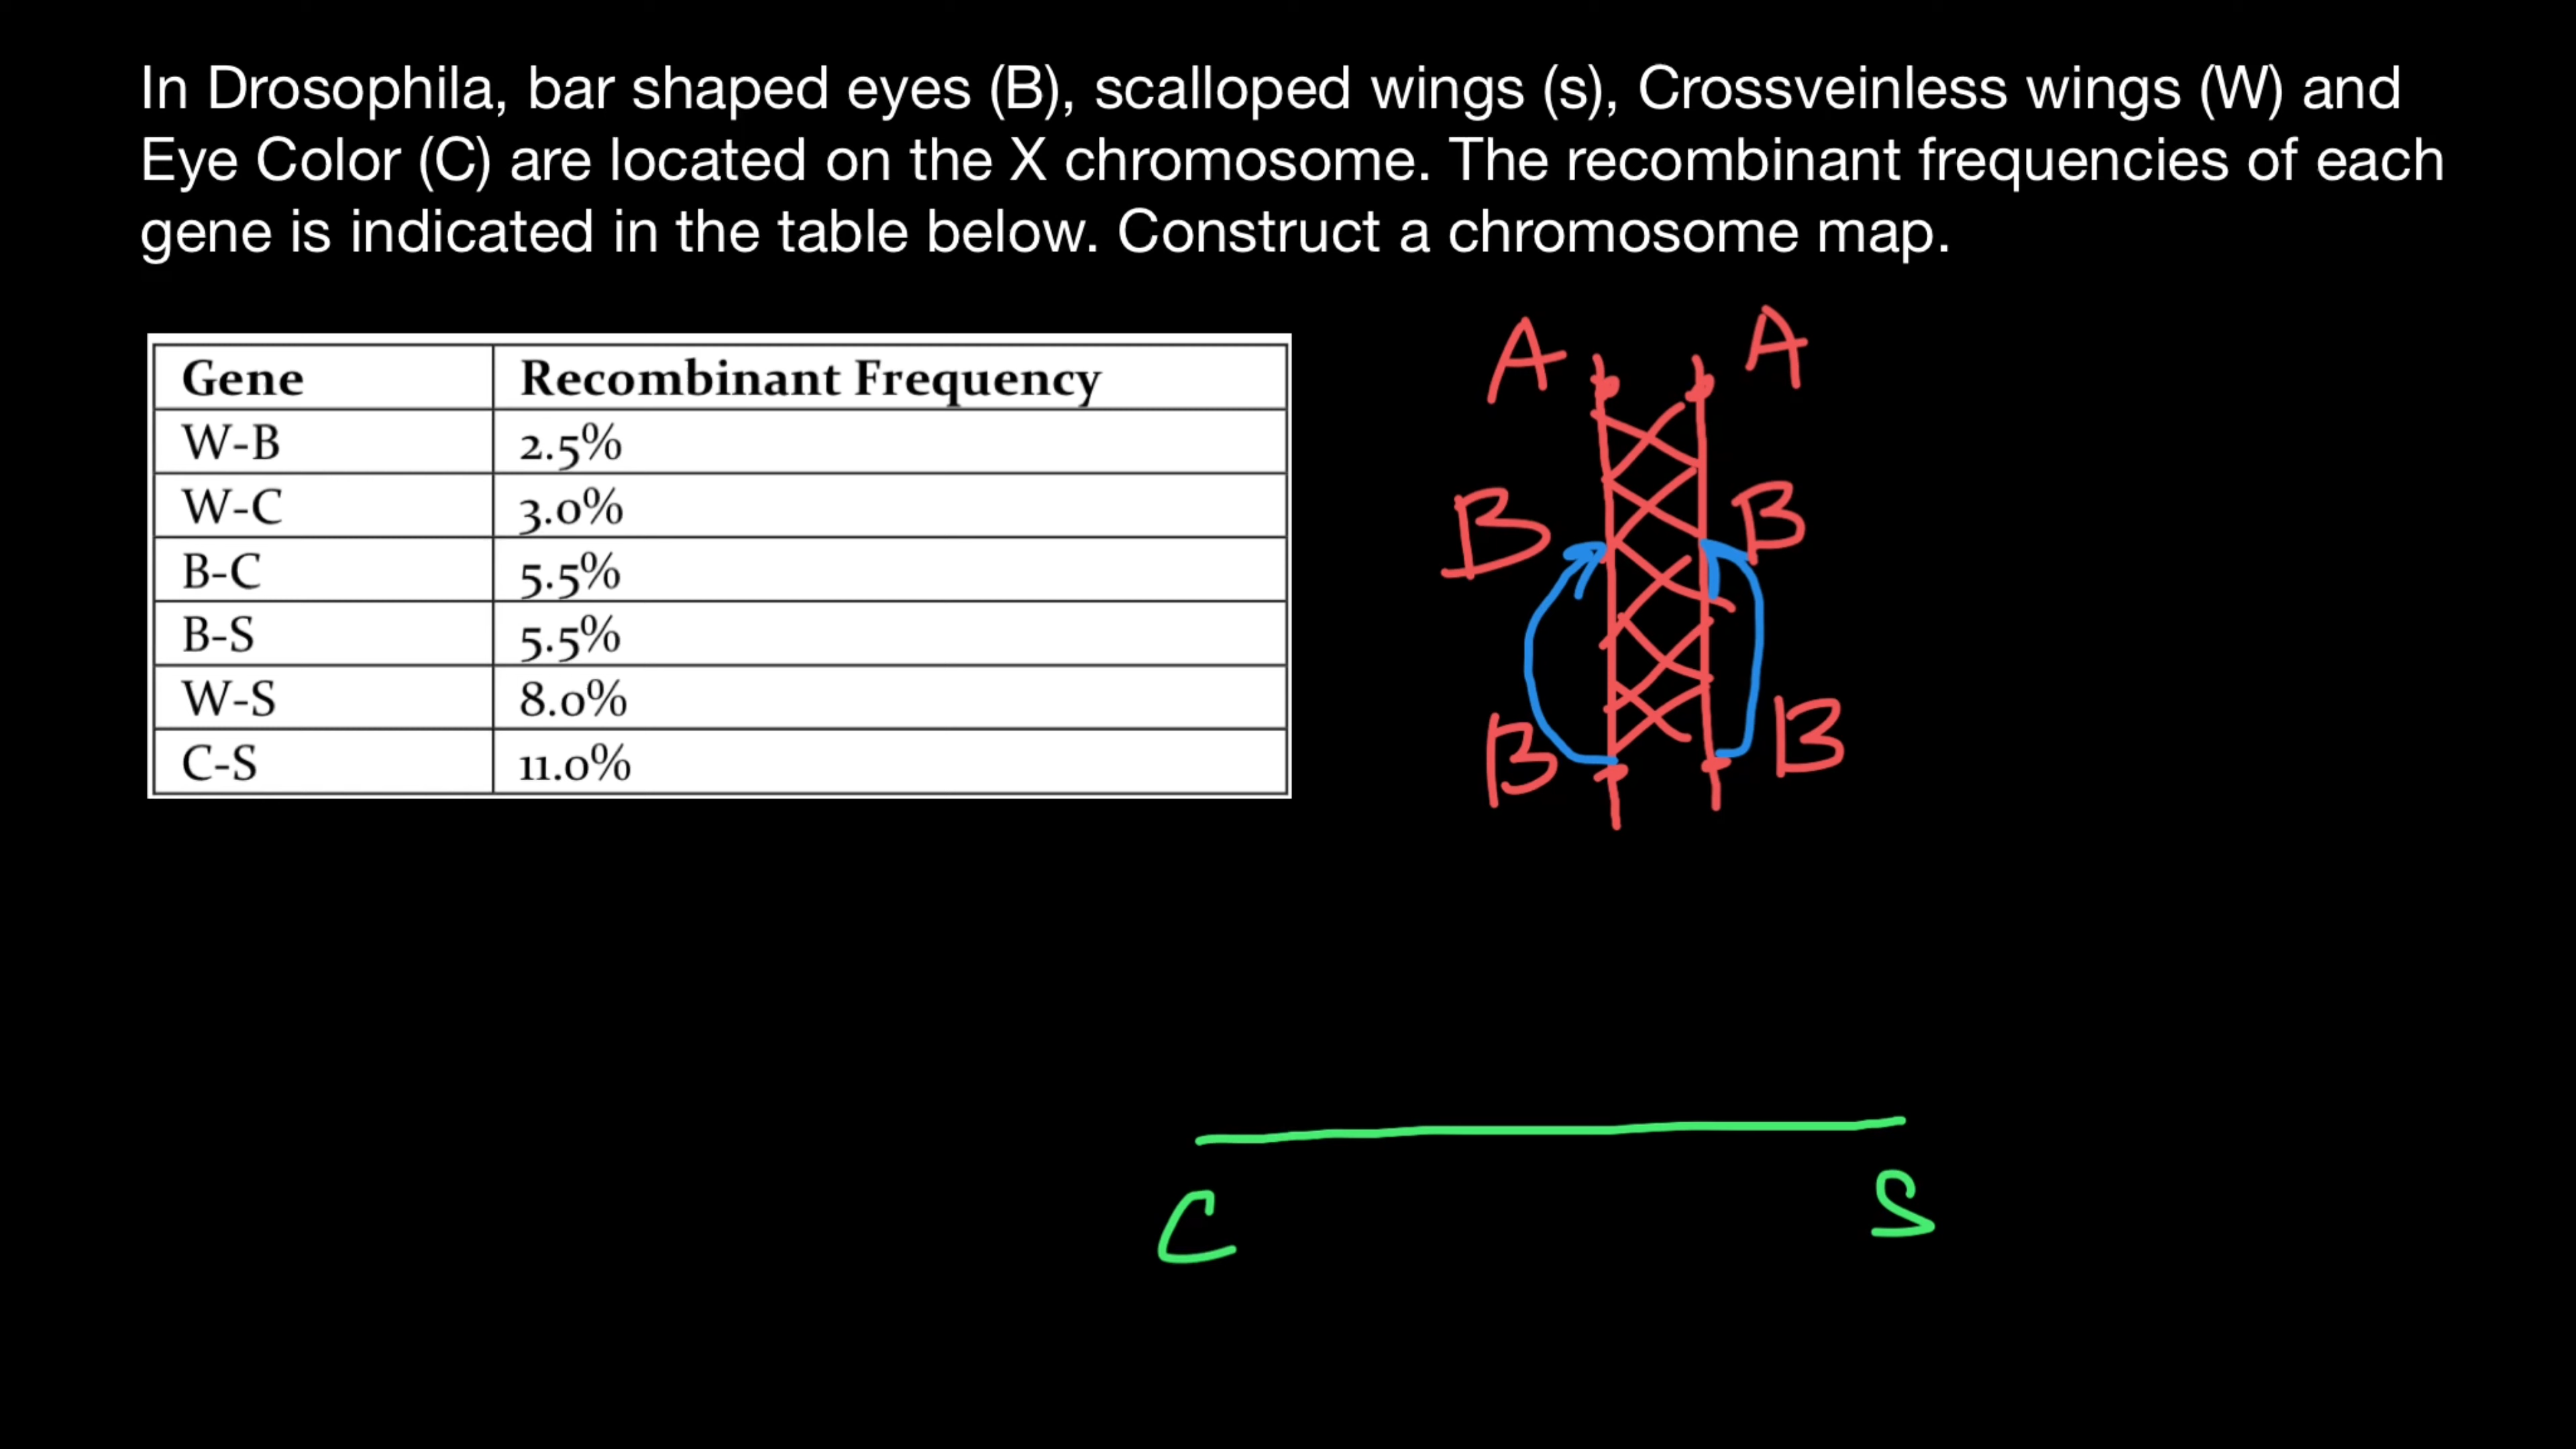 In Drosophila, bar shaped eyes (B), scalloped wings (s), Crossveinless wings (W) and
Eye Color (C) are located on the X chromosome. The recombinant frequencies of each
gene is indicated in the table below. Construct a chromosome map.
Gene Recombinant Frequency
W-B 2.5%
W-C 3.0%
B-C 5.5%
B-S 5.5%
W-S 8.0%
C-S 11.0%
A A
B B
B B
C S